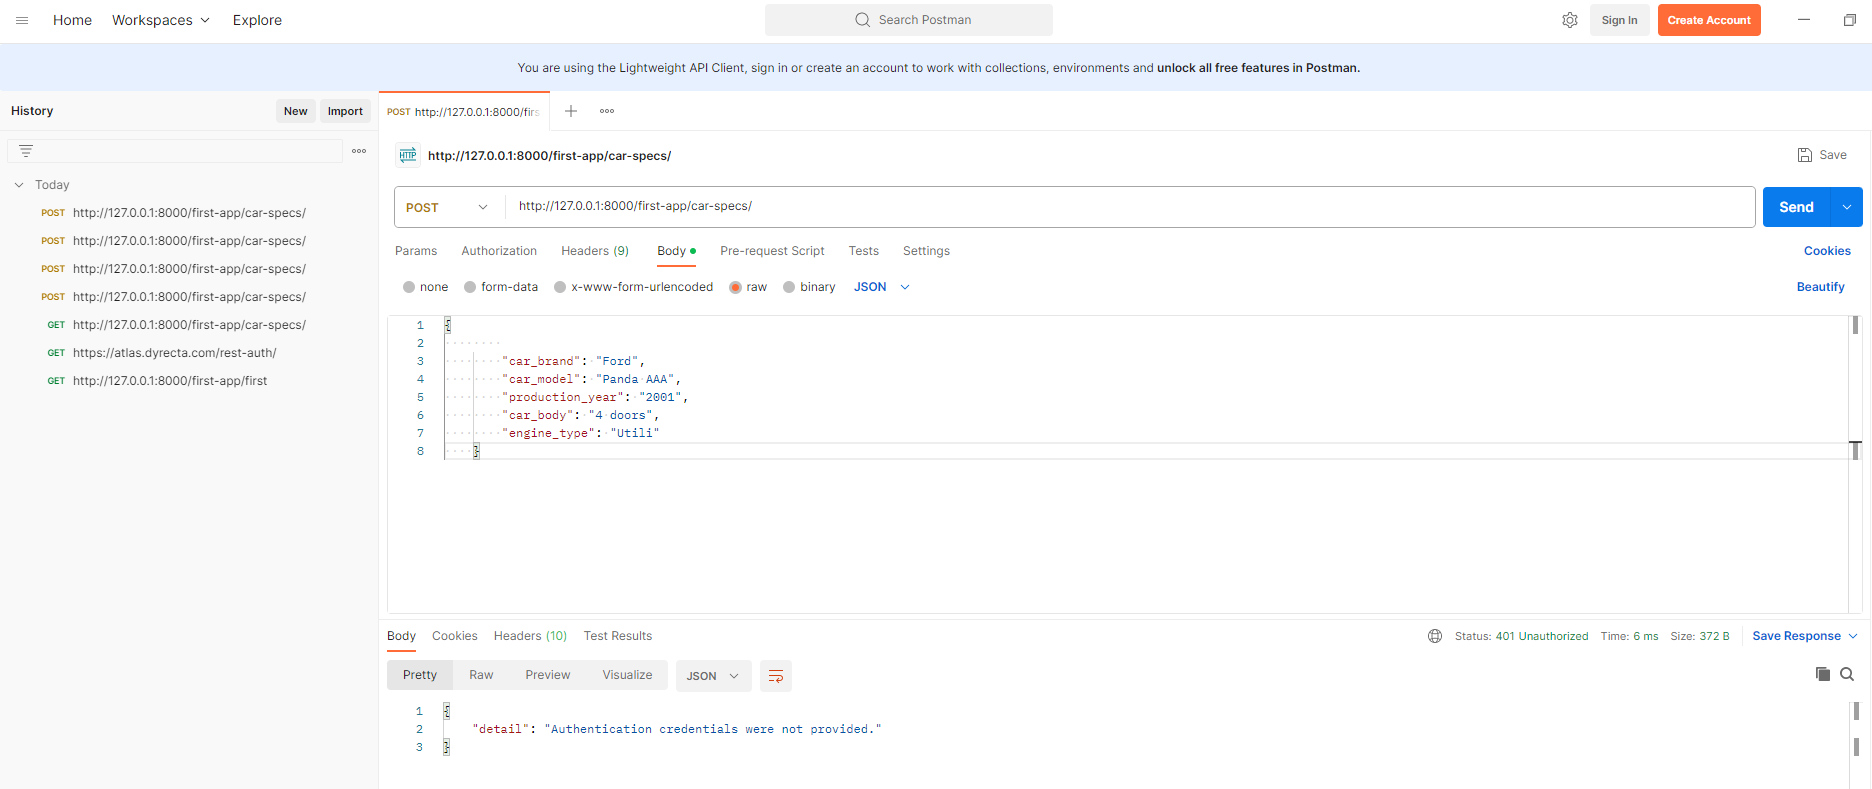 Home Workspaces Explore Search Postman Sign In Create Account
You are using the Lightweight API Client, sign in or create an account to work with collections, environments and unlock all free features in Postman.
History New Import
Today
POST http://127.0.0.1:8000/first-app/car-specs/
POST http://127.0.0.1:8000/first-app/car-specs/
POST http://127.0.0.1:8000/first-app/car-specs/
POST http://127.0.0.1:8000/first-app/car-specs/
GET http://127.0.0.1:8000/first-app/car-specs/
GET https://atlas.dyrecta.com/rest-auth/
GET http://127.0.0.1:8000/first-app/first
POST http://127.0.0.1:8000/firs
HTTP http://127.0.0.1:8000/first-app/car-specs/ Save
POST http://127.0.0.1:8000/first-app/car-specs/ Send
Params Authorization Headers (9) Body Pre-request Script Tests Settings Cookies
none form-data x-www-form-urlencoded raw binary JSON Beautify
1 {
2
3 "car_brand": "Ford",
4 "car_model": "Panda AAA",
5 "production_year": "2001",
6 "car_body": "4 doors",
7 "engine_type": "Utili"
8 }
Body Cookies Headers (10) Test Results Status: 401 Unauthorized Time: 6 ms Size: 372 B Save Response
Pretty Raw Preview Visualize JSON
1 {
2 "detail": "Authentication credentials were not provided."
3 }